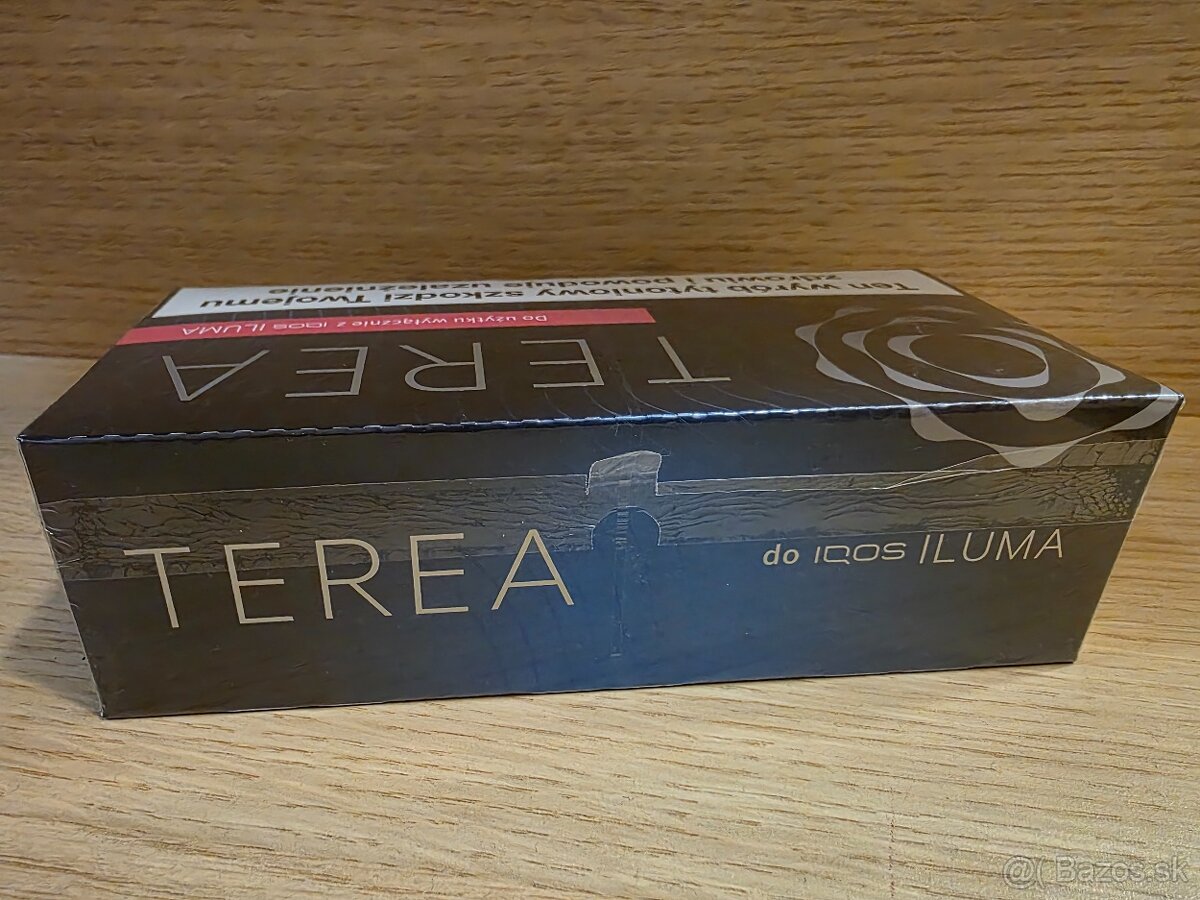 Ten wyrób tytoniowy szkodzi Twojemu
zdrowiu i powoduje uzależnienie
Do użytku wyłącznie z IQOS ILUMA
TEREA
TEREA
do IQOS ILUMA
@( Bazos.sk